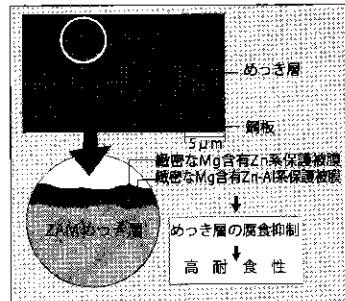 めっき層
鋼板
5μm
緻密なMg含有Zn系保護被膜
緻密なMg含有Zn-Al系保護被膜
ZAMめっき層
めっき層の腐食抑制
高耐食性